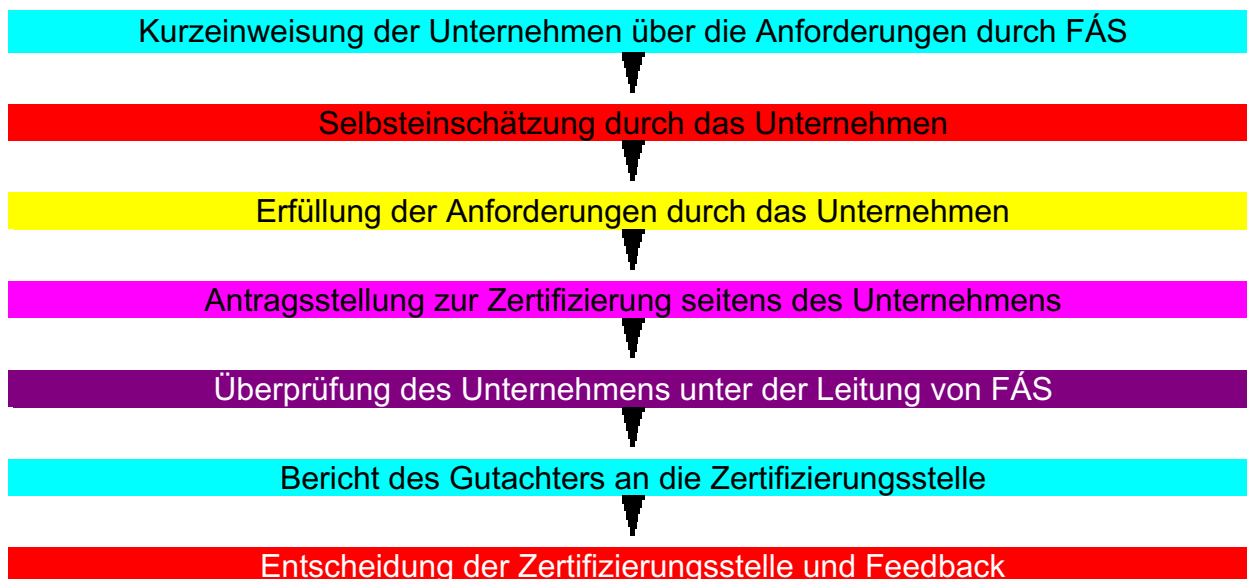 Kurzeinweisung der Unternehmen über die Anforderungen durch FÁS
Selbsteinschätzung durch das Unternehmen
Erfüllung der Anforderungen durch das Unternehmen
Antragsstellung zur Zertifizierung seitens des Unternehmens
Überprüfung des Unternehmens unter der Leitung von FÁS
Bericht des Gutachters an die Zertifizierungsstelle
Entscheidung der Zertifizierungsstelle und Feedback